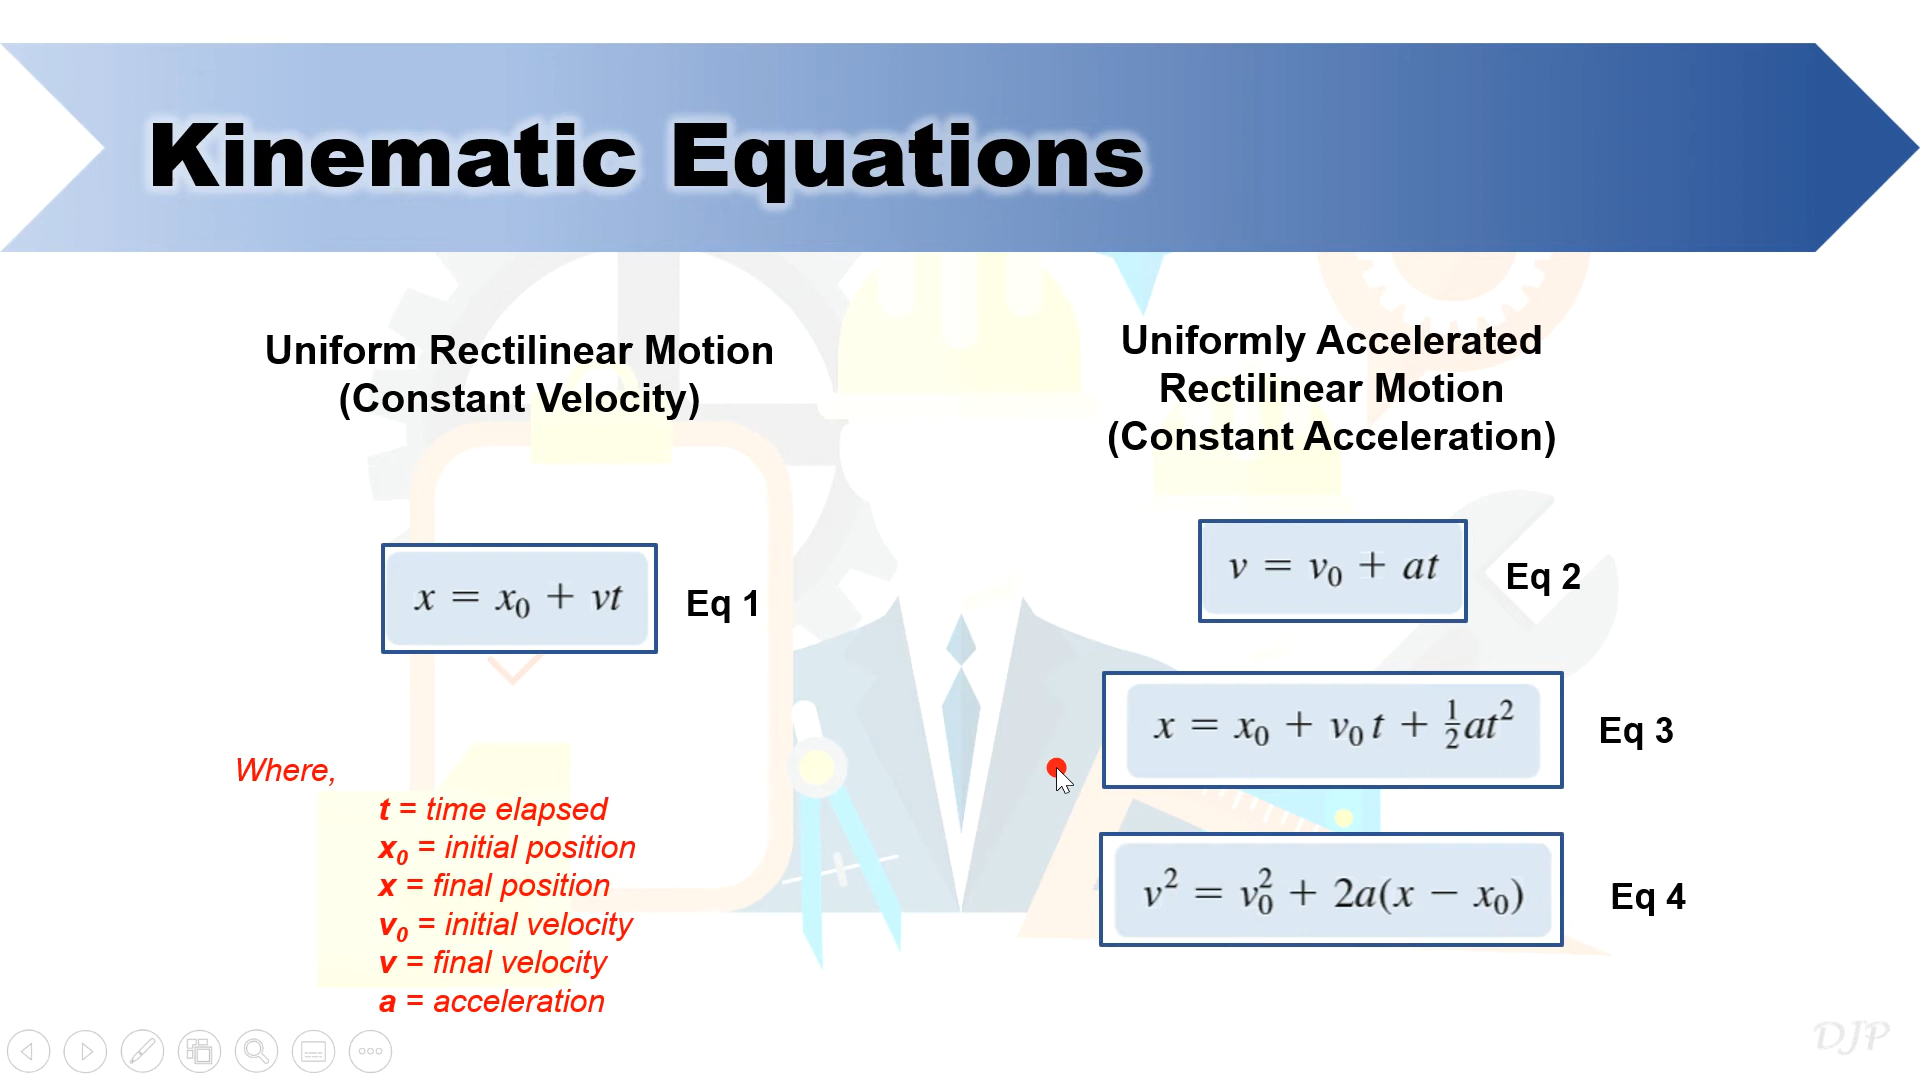 Kinematic Equations
Uniform Rectilinear Motion
(Constant Velocity)
x = x₀ + vt
Eq 1
Where,
t = time elapsed
x₀ = initial position
x = final position
v₀ = initial velocity
v = final velocity
a = acceleration
Uniformly Accelerated
Rectilinear Motion
(Constant Acceleration)
v = v₀ + at
Eq 2
x = x₀ + v₀t + ½at²
Eq 3
v² = v₀² + 2a(x − x₀)
Eq 4
DJP